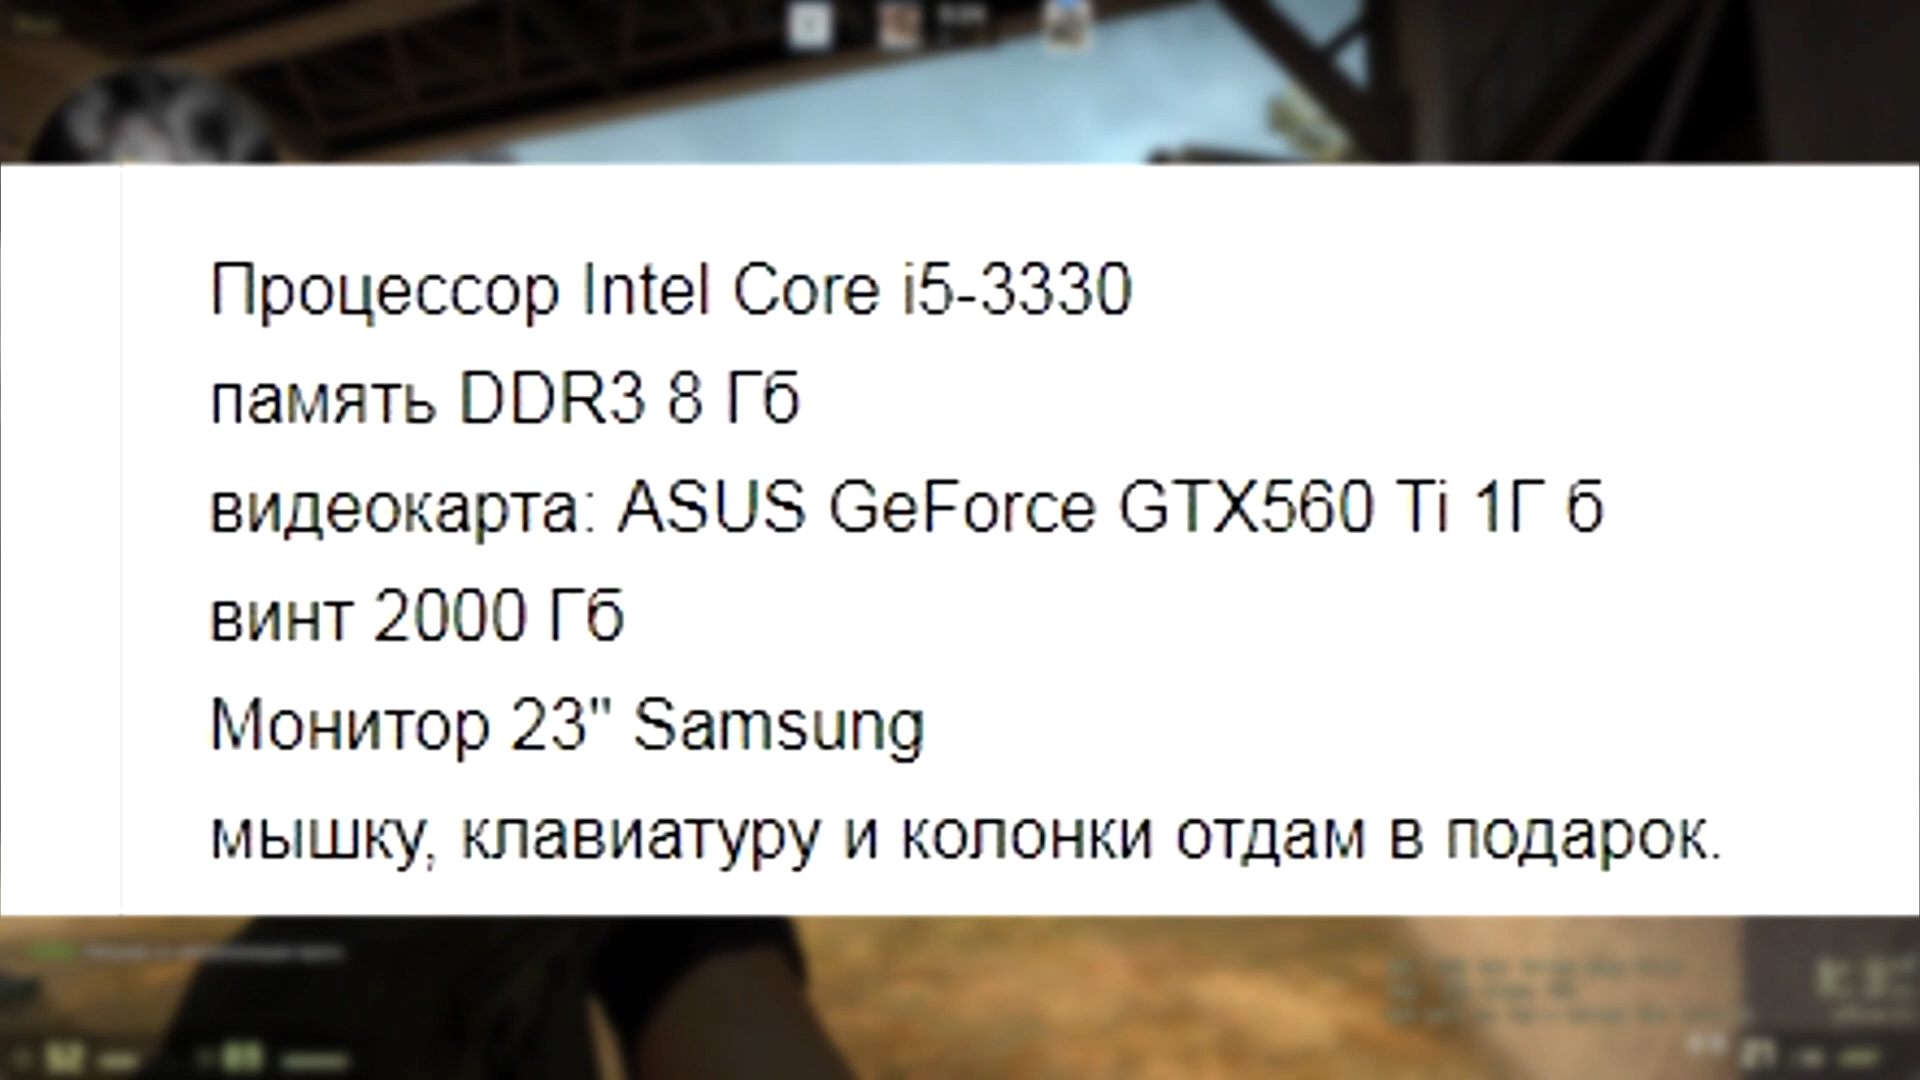 Процессор Intel Core i5-3330
память DDR3 8 Гб
видеокарта: ASUS GeForce GTX560 Ti 1Г б
винт 2000 Гб
Монитор 23" Samsung
мышку, клавиатуру и колонки отдам в подарок.